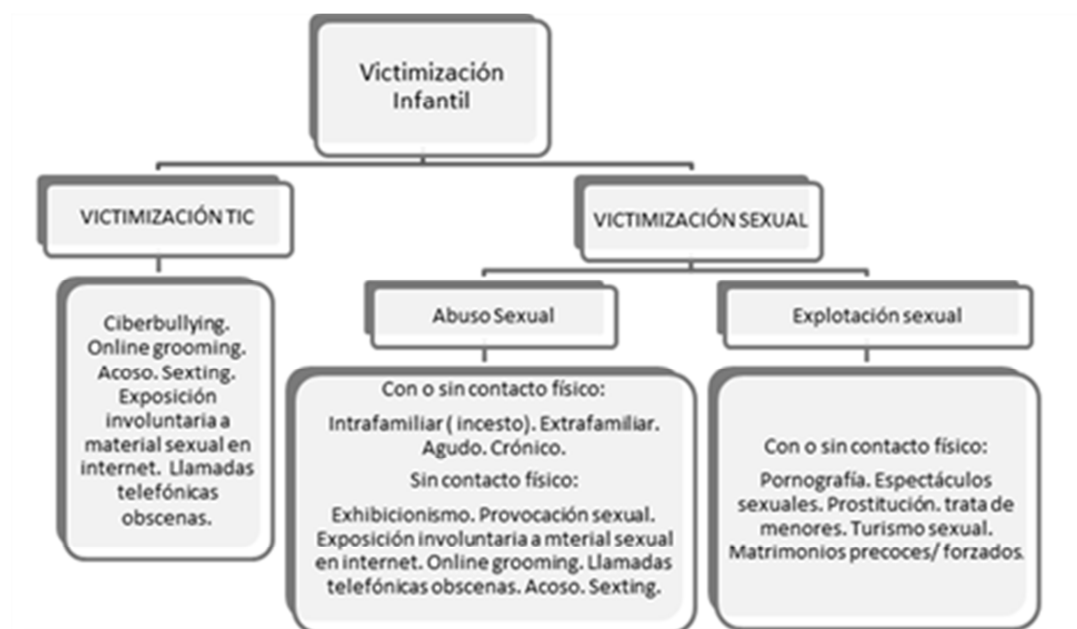 Victimización
Infantil
VICTIMIZACIÓN TIC
VICTIMIZACIÓN SEXUAL
Ciberbullying.
Online grooming.
Acoso. Sexting.
Exposición
involuntaria a
material sexual en
internet. Llamadas
telefónicas
obscenas.
Abuso Sexual
Con o sin contacto físico:
Intrafamiliar ( incesto). Extrafamiliar.
Agudo. Crónico.
Sin contacto físico:
Exhibicionismo. Provocación sexual.
Exposición involuntaria a mterial sexual
en internet. Online grooming. Llamadas
telefónicas obscenas. Acoso. Sexting.
Explotación sexual
Con o sin contacto físico:
Pornografía. Espectáculos
sexuales. Prostitución. trata de
menores. Turismo sexual.
Matrimonios precoces/ forzados.